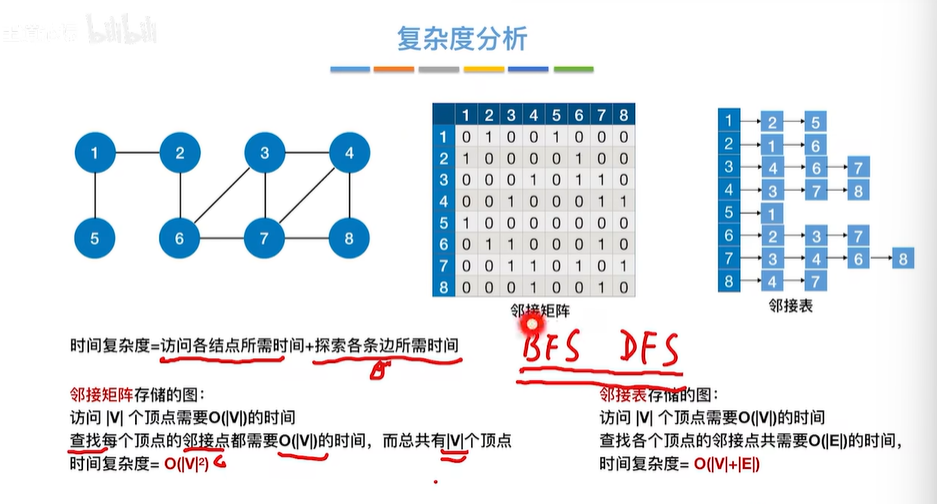 bilibili
复杂度分析
1 2 3 4
5 6 7 8
1 2 3 4 5 6 7 8
1 0 1 0 0 1 0 0 0
2 1 0 0 0 0 1 0 0
3 0 0 0 1 0 1 1 0
4 0 0 1 0 0 0 1 1
5 1 0 0 0 0 0 0 0
6 0 1 1 0 0 0 1 0
7 0 0 1 1 0 1 0 1
8 0 0 0 1 0 0 1 0
邻接矩阵
1 2 5
2 1 6
3 4 6 7
4 3 7 8
5 1
6 2 3 7
7 3 4 6 8
8 4 7
邻接表
BFS DFS
时间复杂度=访问各结点所需时间+探索各条边所需时间
邻接矩阵存储的图：
访问 |V| 个顶点需要O(|V|)的时间
查找每个顶点的邻接点都需要O(|V|)的时间，而总共有|V|个顶点
时间复杂度= O(|V|²)
邻接表存储的图：
访问 |V| 个顶点需要O(|V|)的时间
查找各个顶点的邻接点共需要O(|E|)的时间，
时间复杂度= O(|V|+|E|)